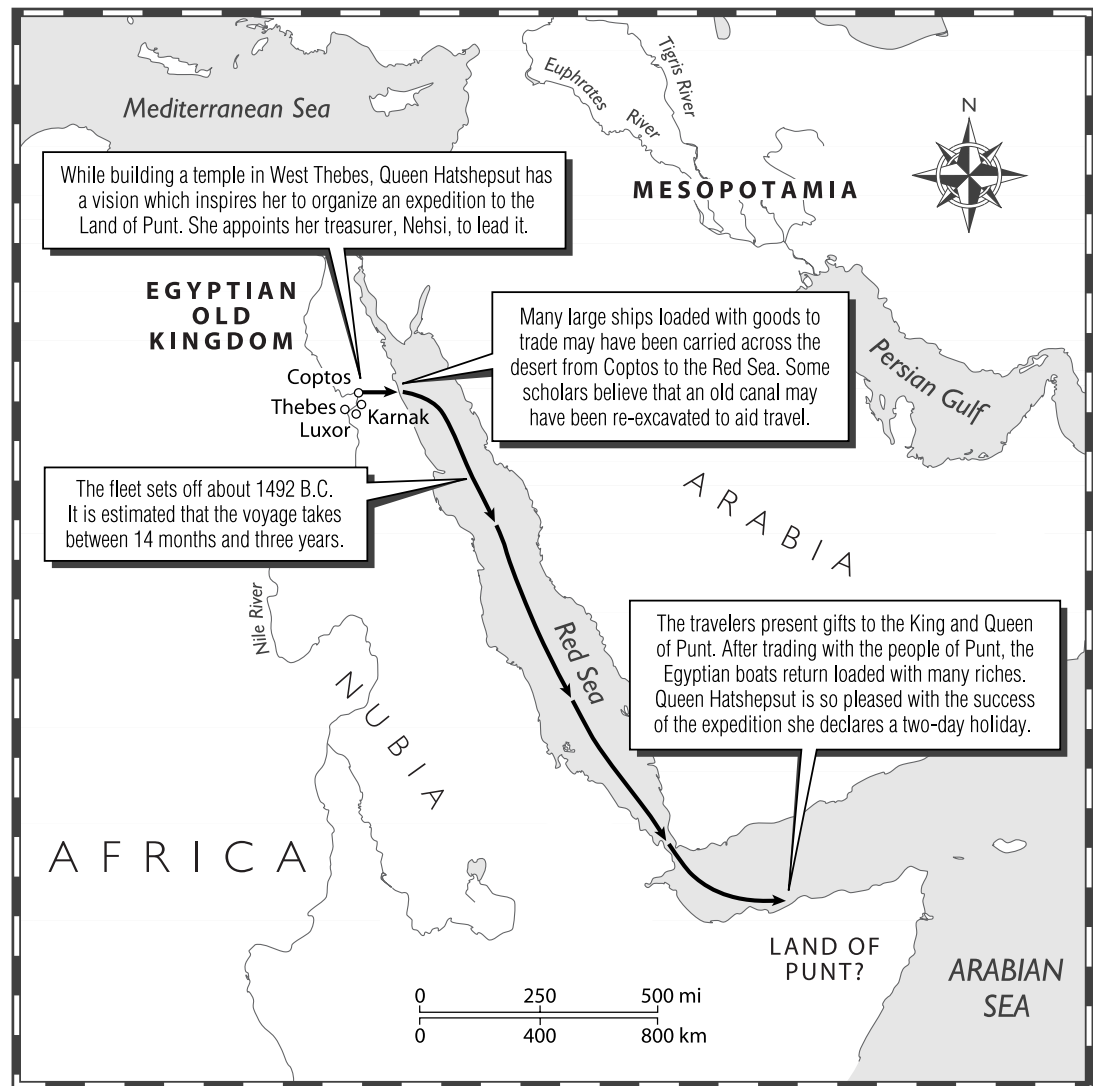 Mediterranean Sea
Euphrates
River
Tigris River
N
MESOPOTAMIA
While building a temple in West Thebes, Queen Hatshepsut has
a vision which inspires her to organize an expedition to the
Land of Punt. She appoints her treasurer, Nehsi, to lead it.
EGYPTIAN
OLD
KINGDOM
Many large ships loaded with goods to
trade may have been carried across the
desert from Coptos to the Red Sea. Some
scholars believe that an old canal may
have been re-excavated to aid travel.
Persian Gulf
Coptos
Thebes
Karnak
Luxor
The fleet sets off about 1492 B.C.
It is estimated that the voyage takes
between 14 months and three years.
ARABIA
Nile River
NUBIA
Red Sea
The travelers present gifts to the King and Queen
of Punt. After trading with the people of Punt, the
Egyptian boats return loaded with many riches.
Queen Hatshepsut is so pleased with the success
of the expedition she declares a two-day holiday.
AFRICA
LAND OF
PUNT?
ARABIAN
SEA
0 250 500 mi
0 400 800 km